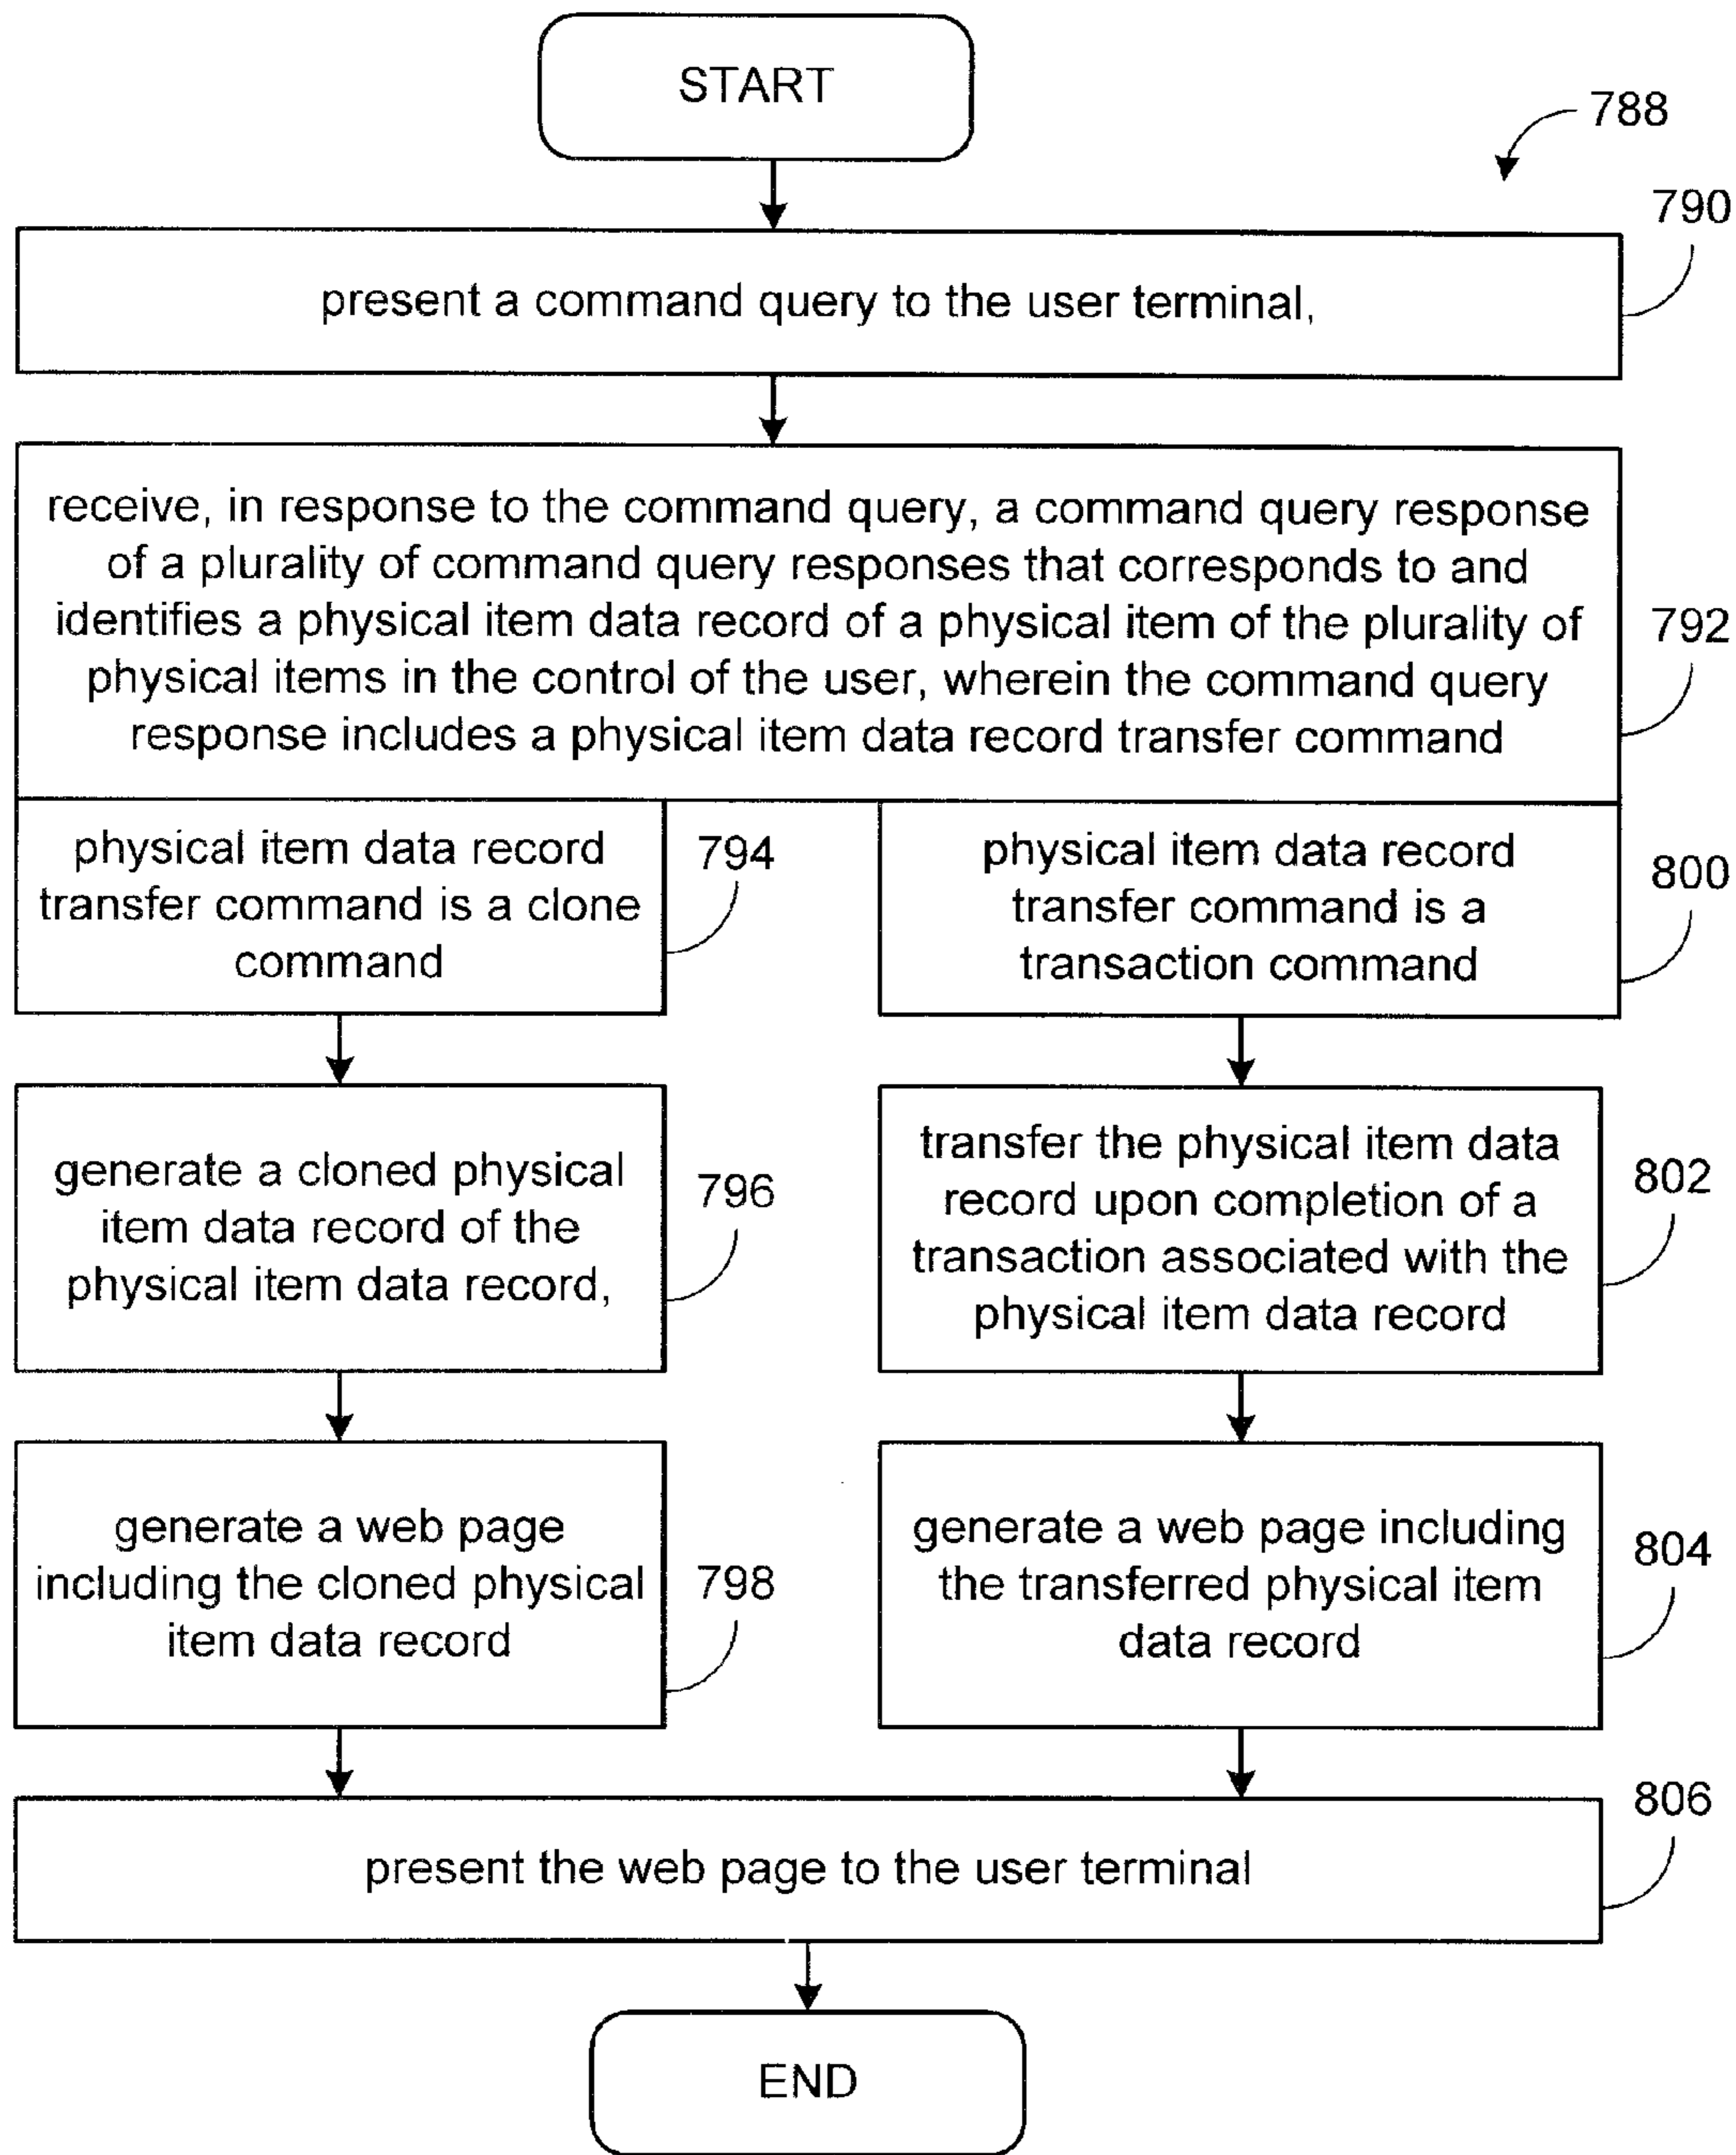 START
788
790
present a command query to the user terminal,
receive, in response to the command query, a command query response
of a plurality of command query responses that corresponds to and
identifies a physical item data record of a physical item of the plurality of
physical items in the control of the user, wherein the command query
response includes a physical item data record transfer command
792
physical item data record
transfer command is a clone
command
794
physical item data record
transfer command is a
transaction command
800
generate a cloned physical
item data record of the
physical item data record,
796
transfer the physical item data
record upon completion of a
transaction associated with the
physical item data record
802
generate a web page
including the cloned physical
item data record
798
generate a web page including
the transferred physical item
data record
804
present the web page to the user terminal
806
END